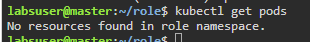 labsuser@master:~/role$ kubectl get pods
No resources found in role namespace.
labsuser@master:~/role$